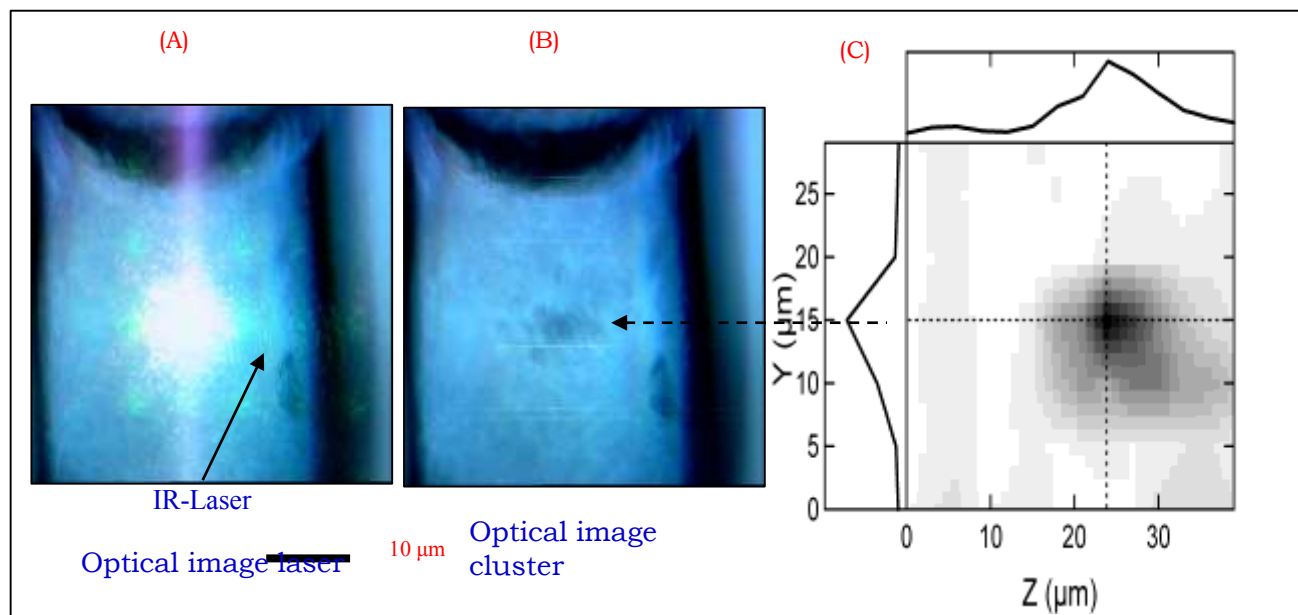 (A)
(B)
(C)
IR-Laser
Optical image laser
10 µm
Optical image
cluster
Y (µm)
25
20
15
10
5
0
0
10
20
30
Z (µm)